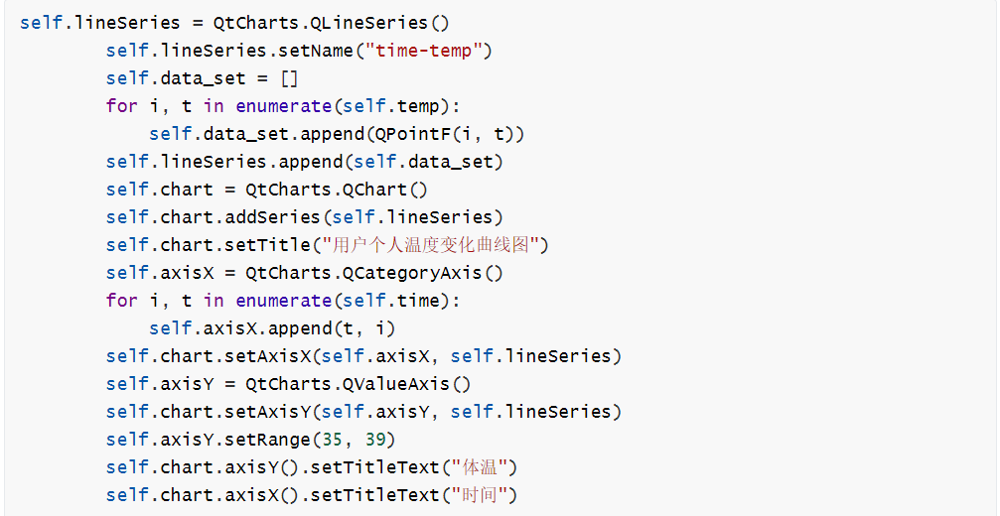 self.lineSeries = QtCharts.QLineSeries()
        self.lineSeries.setName("time-temp")
        self.data_set = []
        for i, t in enumerate(self.temp):
            self.data_set.append(QPointF(i, t))
        self.lineSeries.append(self.data_set)
        self.chart = QtCharts.QChart()
        self.chart.addSeries(self.lineSeries)
        self.chart.setTitle("用户个人温度变化曲线图")
        self.axisX = QtCharts.QCategoryAxis()
        for i, t in enumerate(self.time):
            self.axisX.append(t, i)
        self.chart.setAxisX(self.axisX, self.lineSeries)
        self.axisY = QtCharts.QValueAxis()
        self.chart.setAxisY(self.axisY, self.lineSeries)
        self.axisY.setRange(35, 39)
        self.chart.axisY().setTitleText("体温")
        self.chart.axisX().setTitleText("时间")